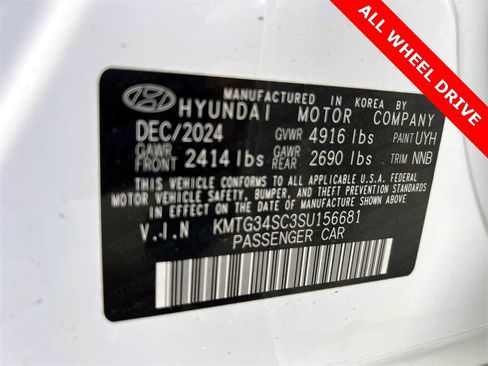 ALL WHEEL DRIVE
MANUFACTURED IN KOREA BY
HYUNDAI MOTOR COMPANY
DEC/2024 GVWR 4916 lbs PAINT UYH
GAWR FRONT 2414 lbs GAWR REAR 2690 lbs TRIM NNB
THIS VEHICLE CONFORMS TO ALL APPLICABLE U.S.A. FEDERAL
MOTOR VEHICLE SAFETY, BUMPER, AND THEFT PREVENTION STANDARDS
IN EFFECT ON THE DATE OF MANUFACTURE SHOWN ABOVE.
V.I.N KMTG34SC3SU156681
PASSENGER CAR